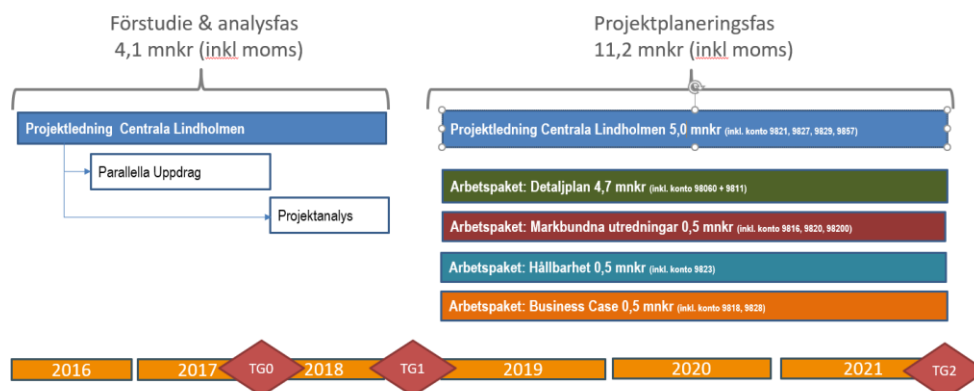 Förstudie & analysfas
4,1 mnkr (inkl moms)
Projektplaneringsfas
11,2 mnkr (inkl moms)
Projektledning Centrala Lindholmen
Parallella Uppdrag
Projektanalys
Projektledning Centrala Lindholmen 5,0 mnkr (inkl. konto 9821, 9827, 9829, 9857)
Arbetspaket: Detaljplan 4,7 mnkr (inkl. konto 98060 + 9811)
Arbetspaket: Markbundna utredningar 0,5 mnkr (inkl. konto 9816, 9820, 98200)
Arbetspaket: Hållbarhet 0,5 mnkr (inkl. konto 9823)
Arbetspaket: Business Case 0,5 mnkr (inkl. konto 9818, 9828)
2016 2017 TG0 2018 TG1 2019 2020 2021 TG2